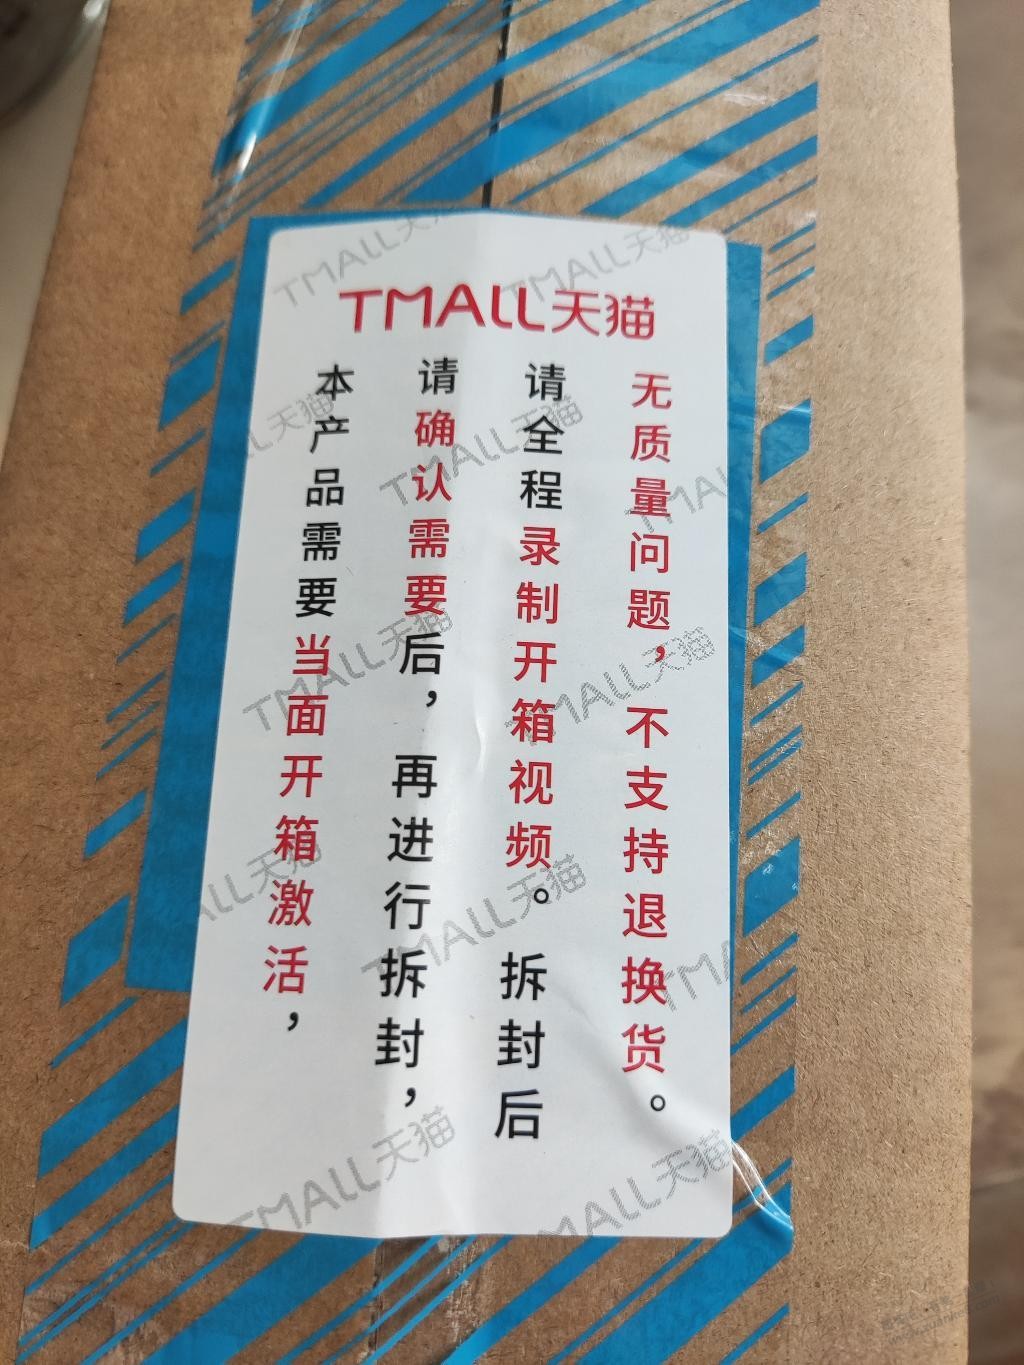 TMALL天猫
本产品需要当面开箱激活，
请确认需要后，再进行拆封，
请全程录制开箱视频。拆封后
无质量问题，不支持退换货。